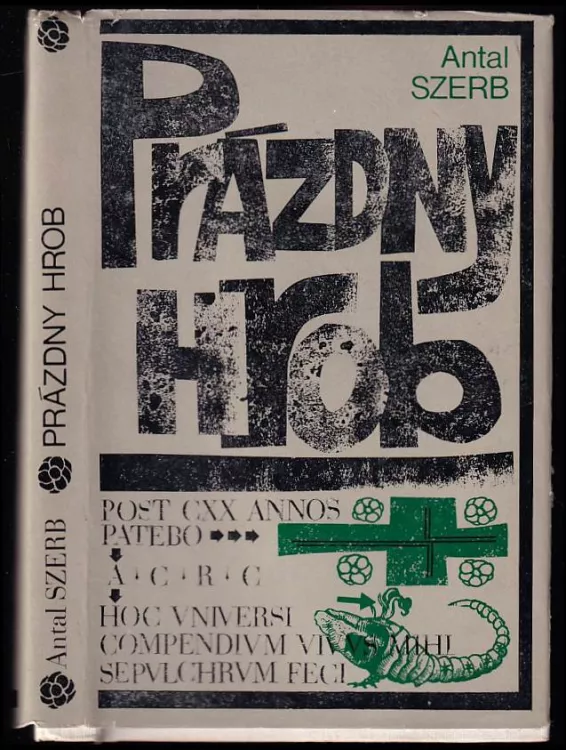 Antal
SZERB
PRÁZDNY
HROB
POST CXX ANNOS
PATEBO
A · C · R · C
HOC VNIVERSI
COMPENDIVM VIVVS MIHI
SEPVLCHRVM FECI
Antal SZERB PRÁZDNY HROB